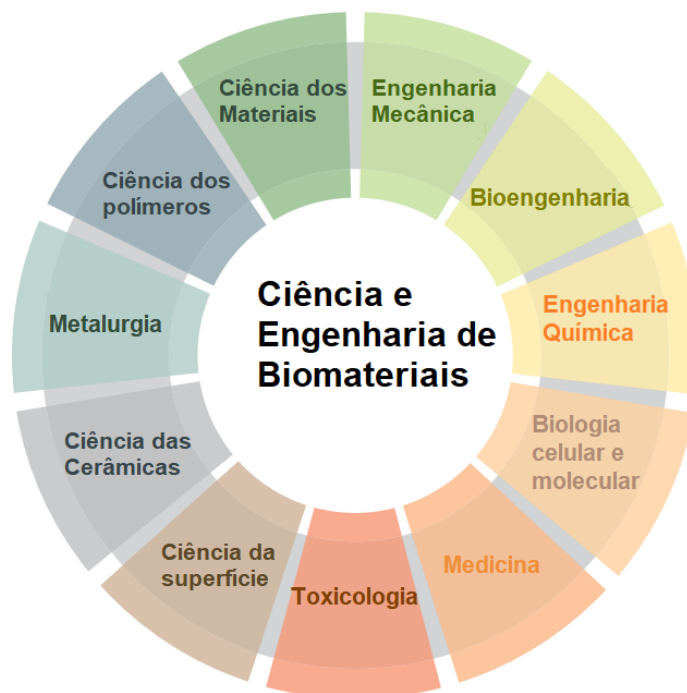 Ciência dos
Materiais
Engenharia
Mecânica
Bioengenharia
Engenharia
Química
Biologia
celular e
molecular
Medicina
Toxicologia
Ciência da
superfície
Ciência das
Cerâmicas
Metalurgia
Ciência dos
polímeros
Ciência e
Engenharia de
Biomateriais